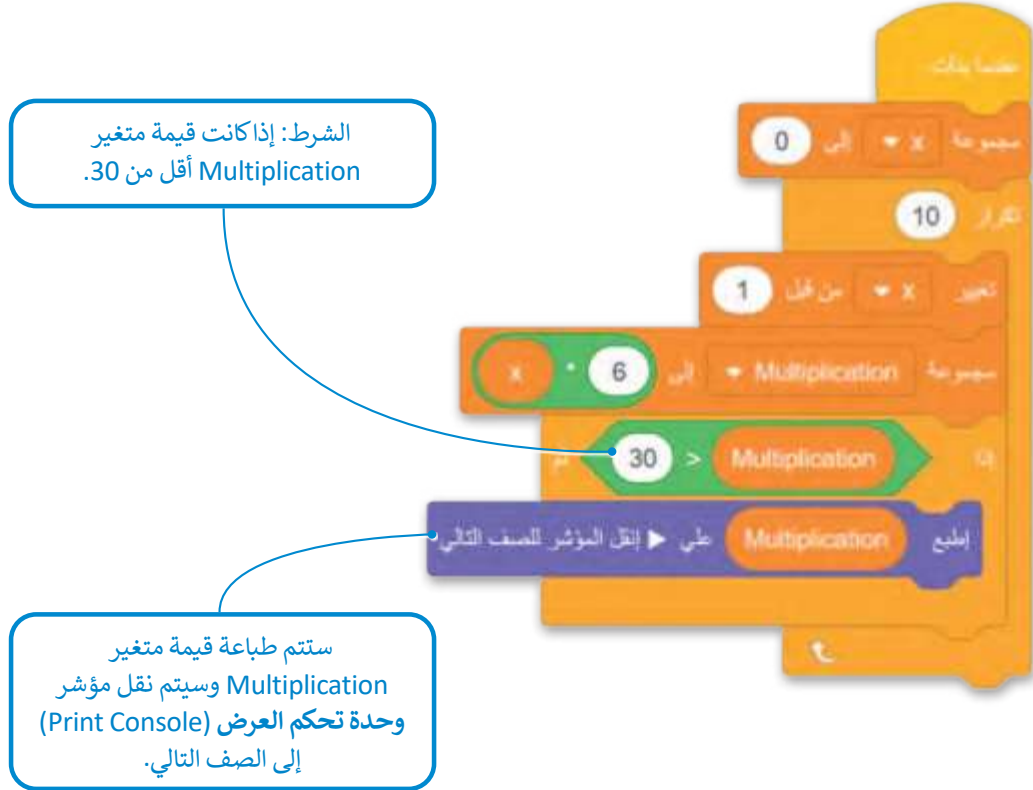 عندما بدأت
مجموعة x إلى 0
تكرار 10
تغيير x من قبل 1
مجموعة Multiplication إلى 6 * x
إذا Multiplication < 30 ثم
إطبع Multiplication علي ◀ إنقل المؤشر للصف التالي
الشرط: إذا كانت قيمة متغير
Multiplication أقل من 30.
ستتم طباعة قيمة متغير
Multiplication وسيتم نقل مؤشر
وحدة تحكم العرض (Print Console)
إلى الصف التالي.